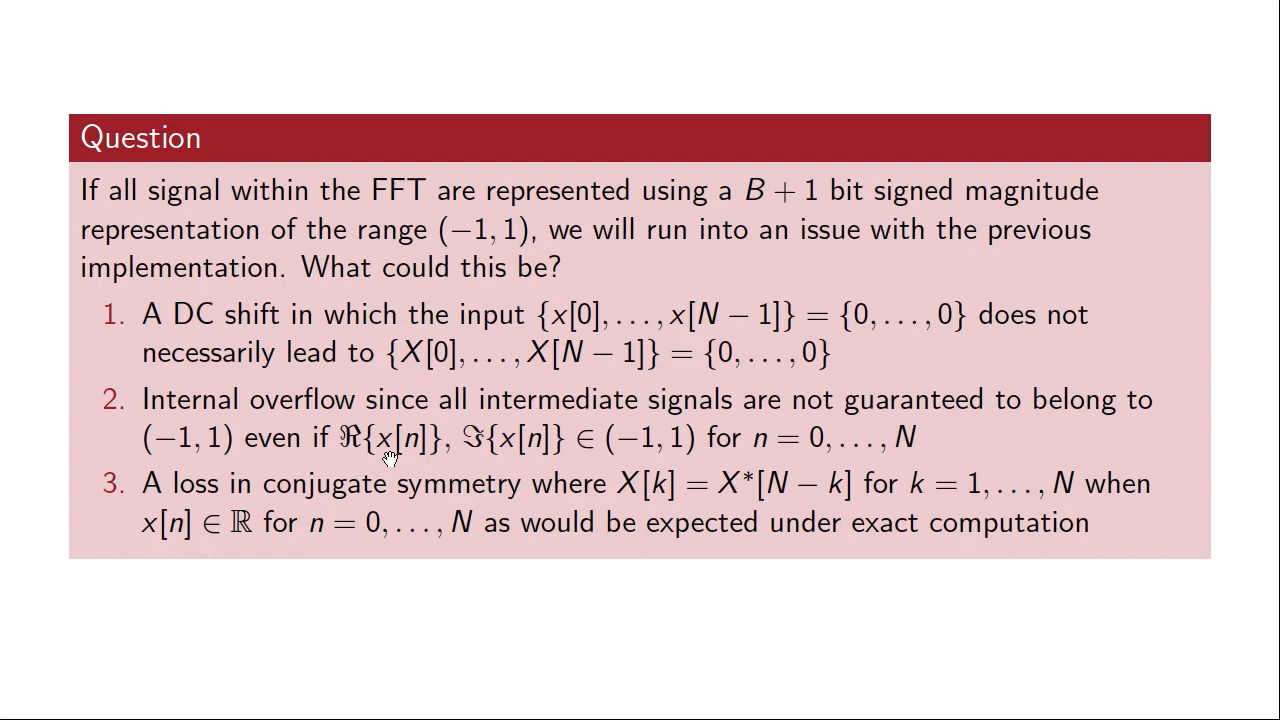 Question
If all signal within the FFT are represented using a B + 1 bit signed magnitude
representation of the range (−1, 1), we will run into an issue with the previous
implementation. What could this be?
1. A DC shift in which the input {x[0], . . . , x[N − 1]} = {0, . . . , 0} does not
necessarily lead to {X[0], . . . , X[N − 1]} = {0, . . . , 0}
2. Internal overflow since all intermediate signals are not guaranteed to belong to
(−1, 1) even if ℜ{x[n]}, ℑ{x[n]} ∈ (−1, 1) for n = 0, . . . , N
3. A loss in conjugate symmetry where X[k] = X*[N − k] for k = 1, . . . , N when
x[n] ∈ ℝ for n = 0, . . . , N as would be expected under exact computation